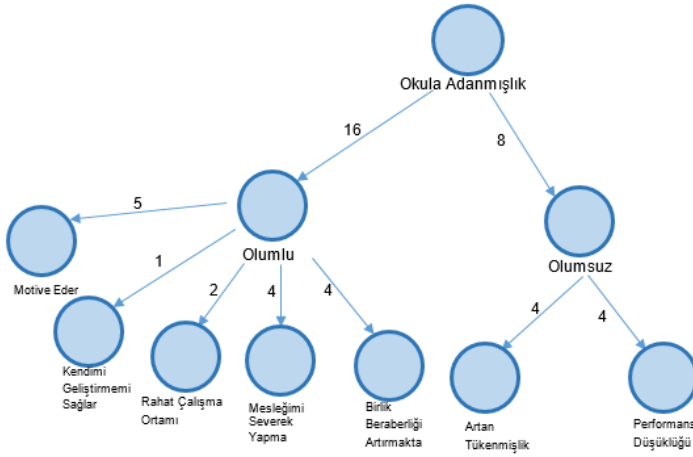 Okula Adanmışlık
16
8
5
1
Olumlu
2
4
4
Olumsuz
4
4
Motive Eder
Kendimi
Geliştirmemi
Sağlar
Rahat Çalışma
Ortamı
Mesleğimi
Severek
Yapma
Birlik
Beraberliği
Artırmakta
Artan
Tükenmişlik
Performans
Düşüklüğü